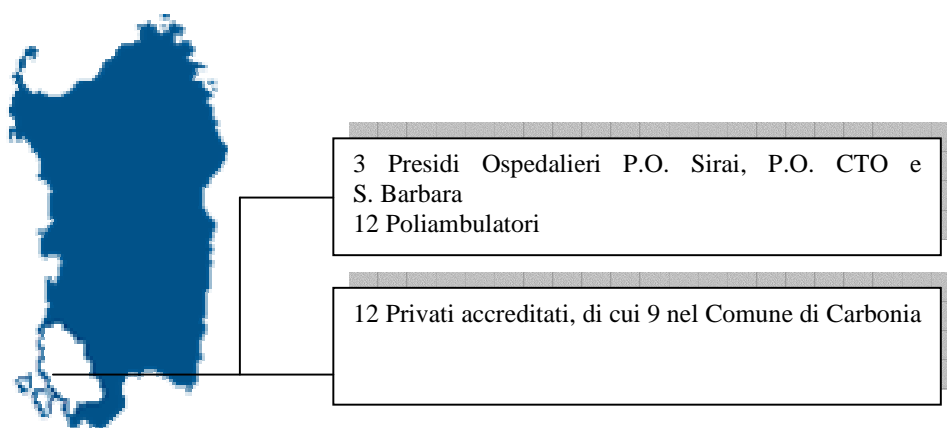 3 Presidi Ospedalieri P.O. Sirai, P.O. CTO e
S. Barbara
12 Poliambulatori
12 Privati accreditati, di cui 9 nel Comune di Carbonia